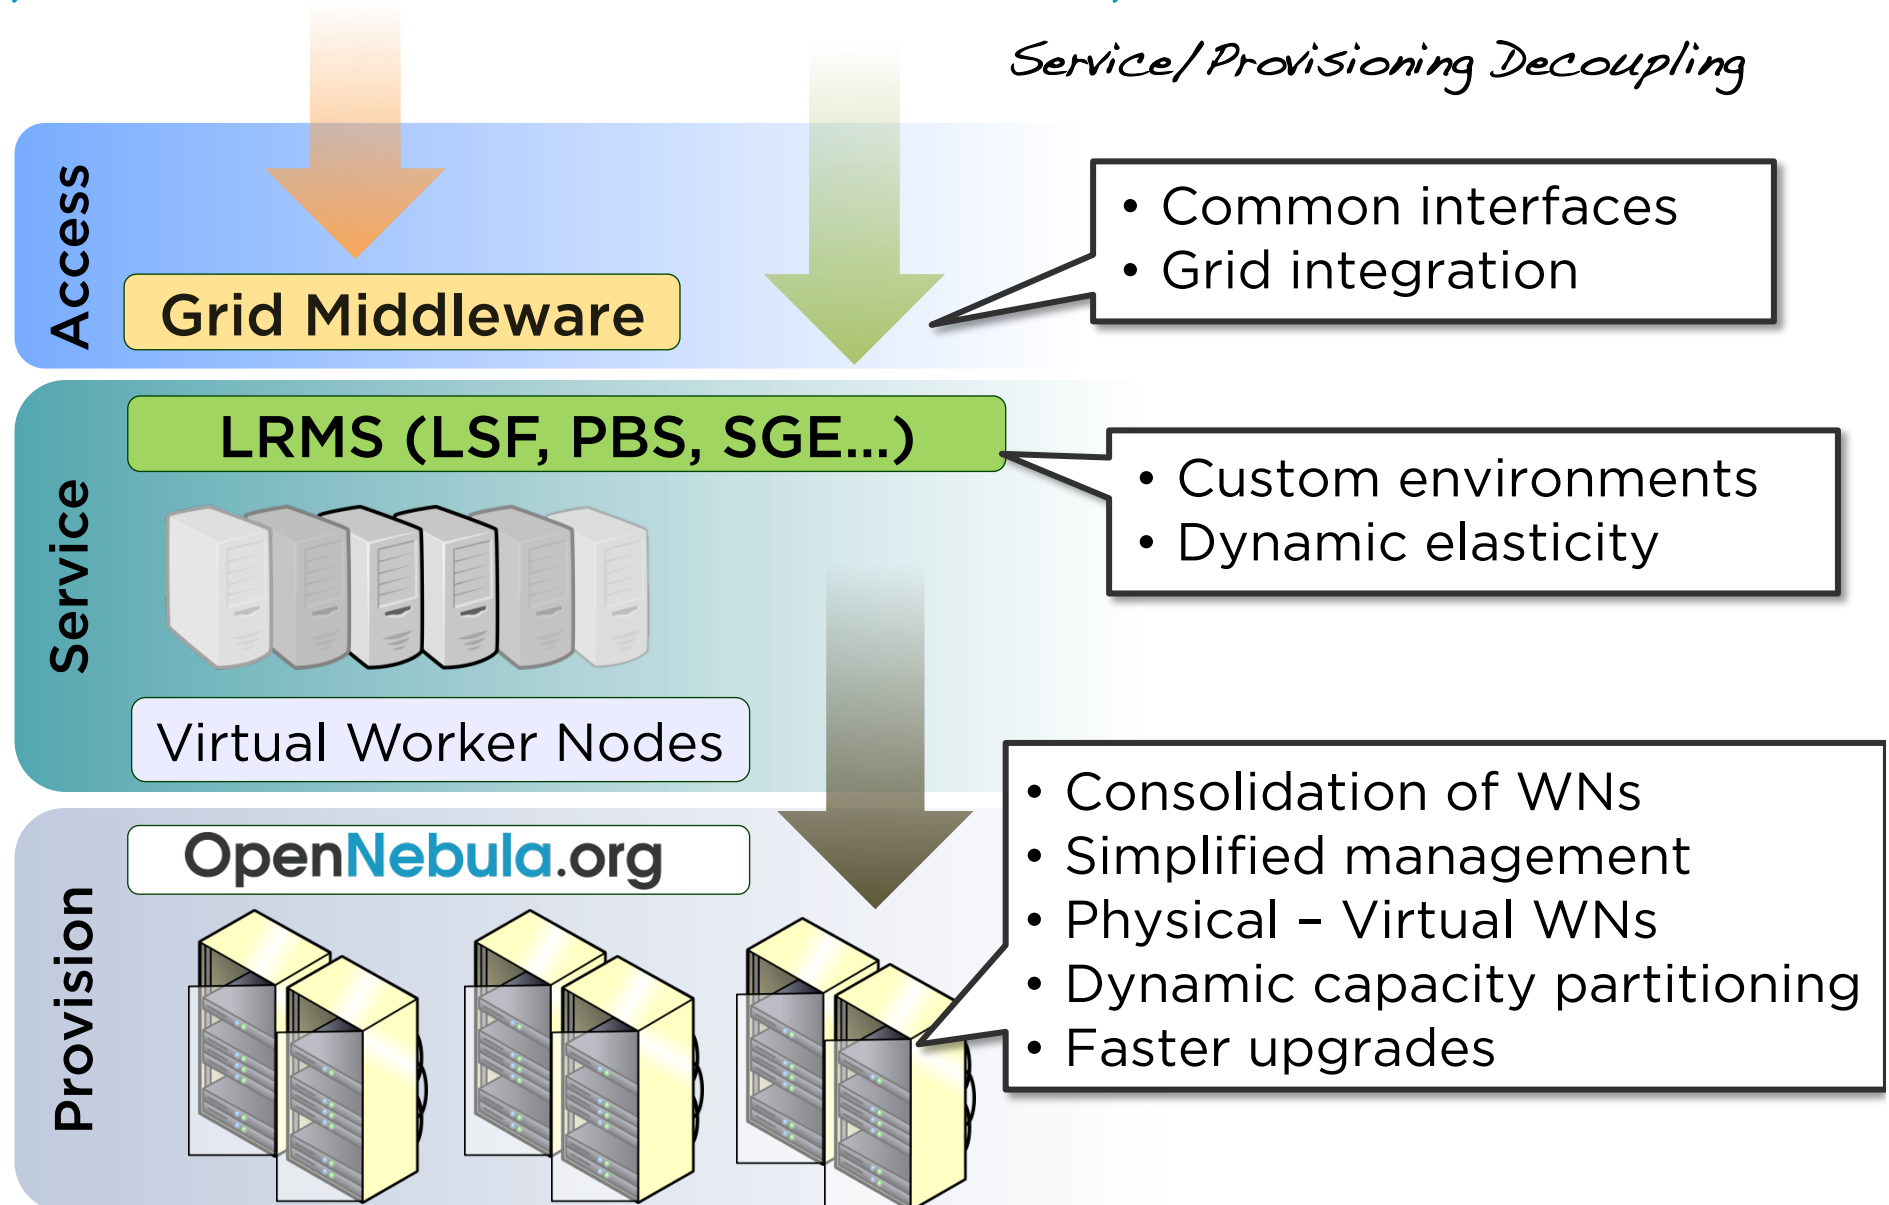 Service/Provisioning Decoupling
Access
• Common interfaces
• Grid integration
Grid Middleware
Service
LRMS (LSF, PBS, SGE...)
• Custom environments
• Dynamic elasticity
Virtual Worker Nodes
Provision
OpenNebula.org
• Consolidation of WNs
• Simplified management
• Physical – Virtual WNs
• Dynamic capacity partitioning
• Faster upgrades